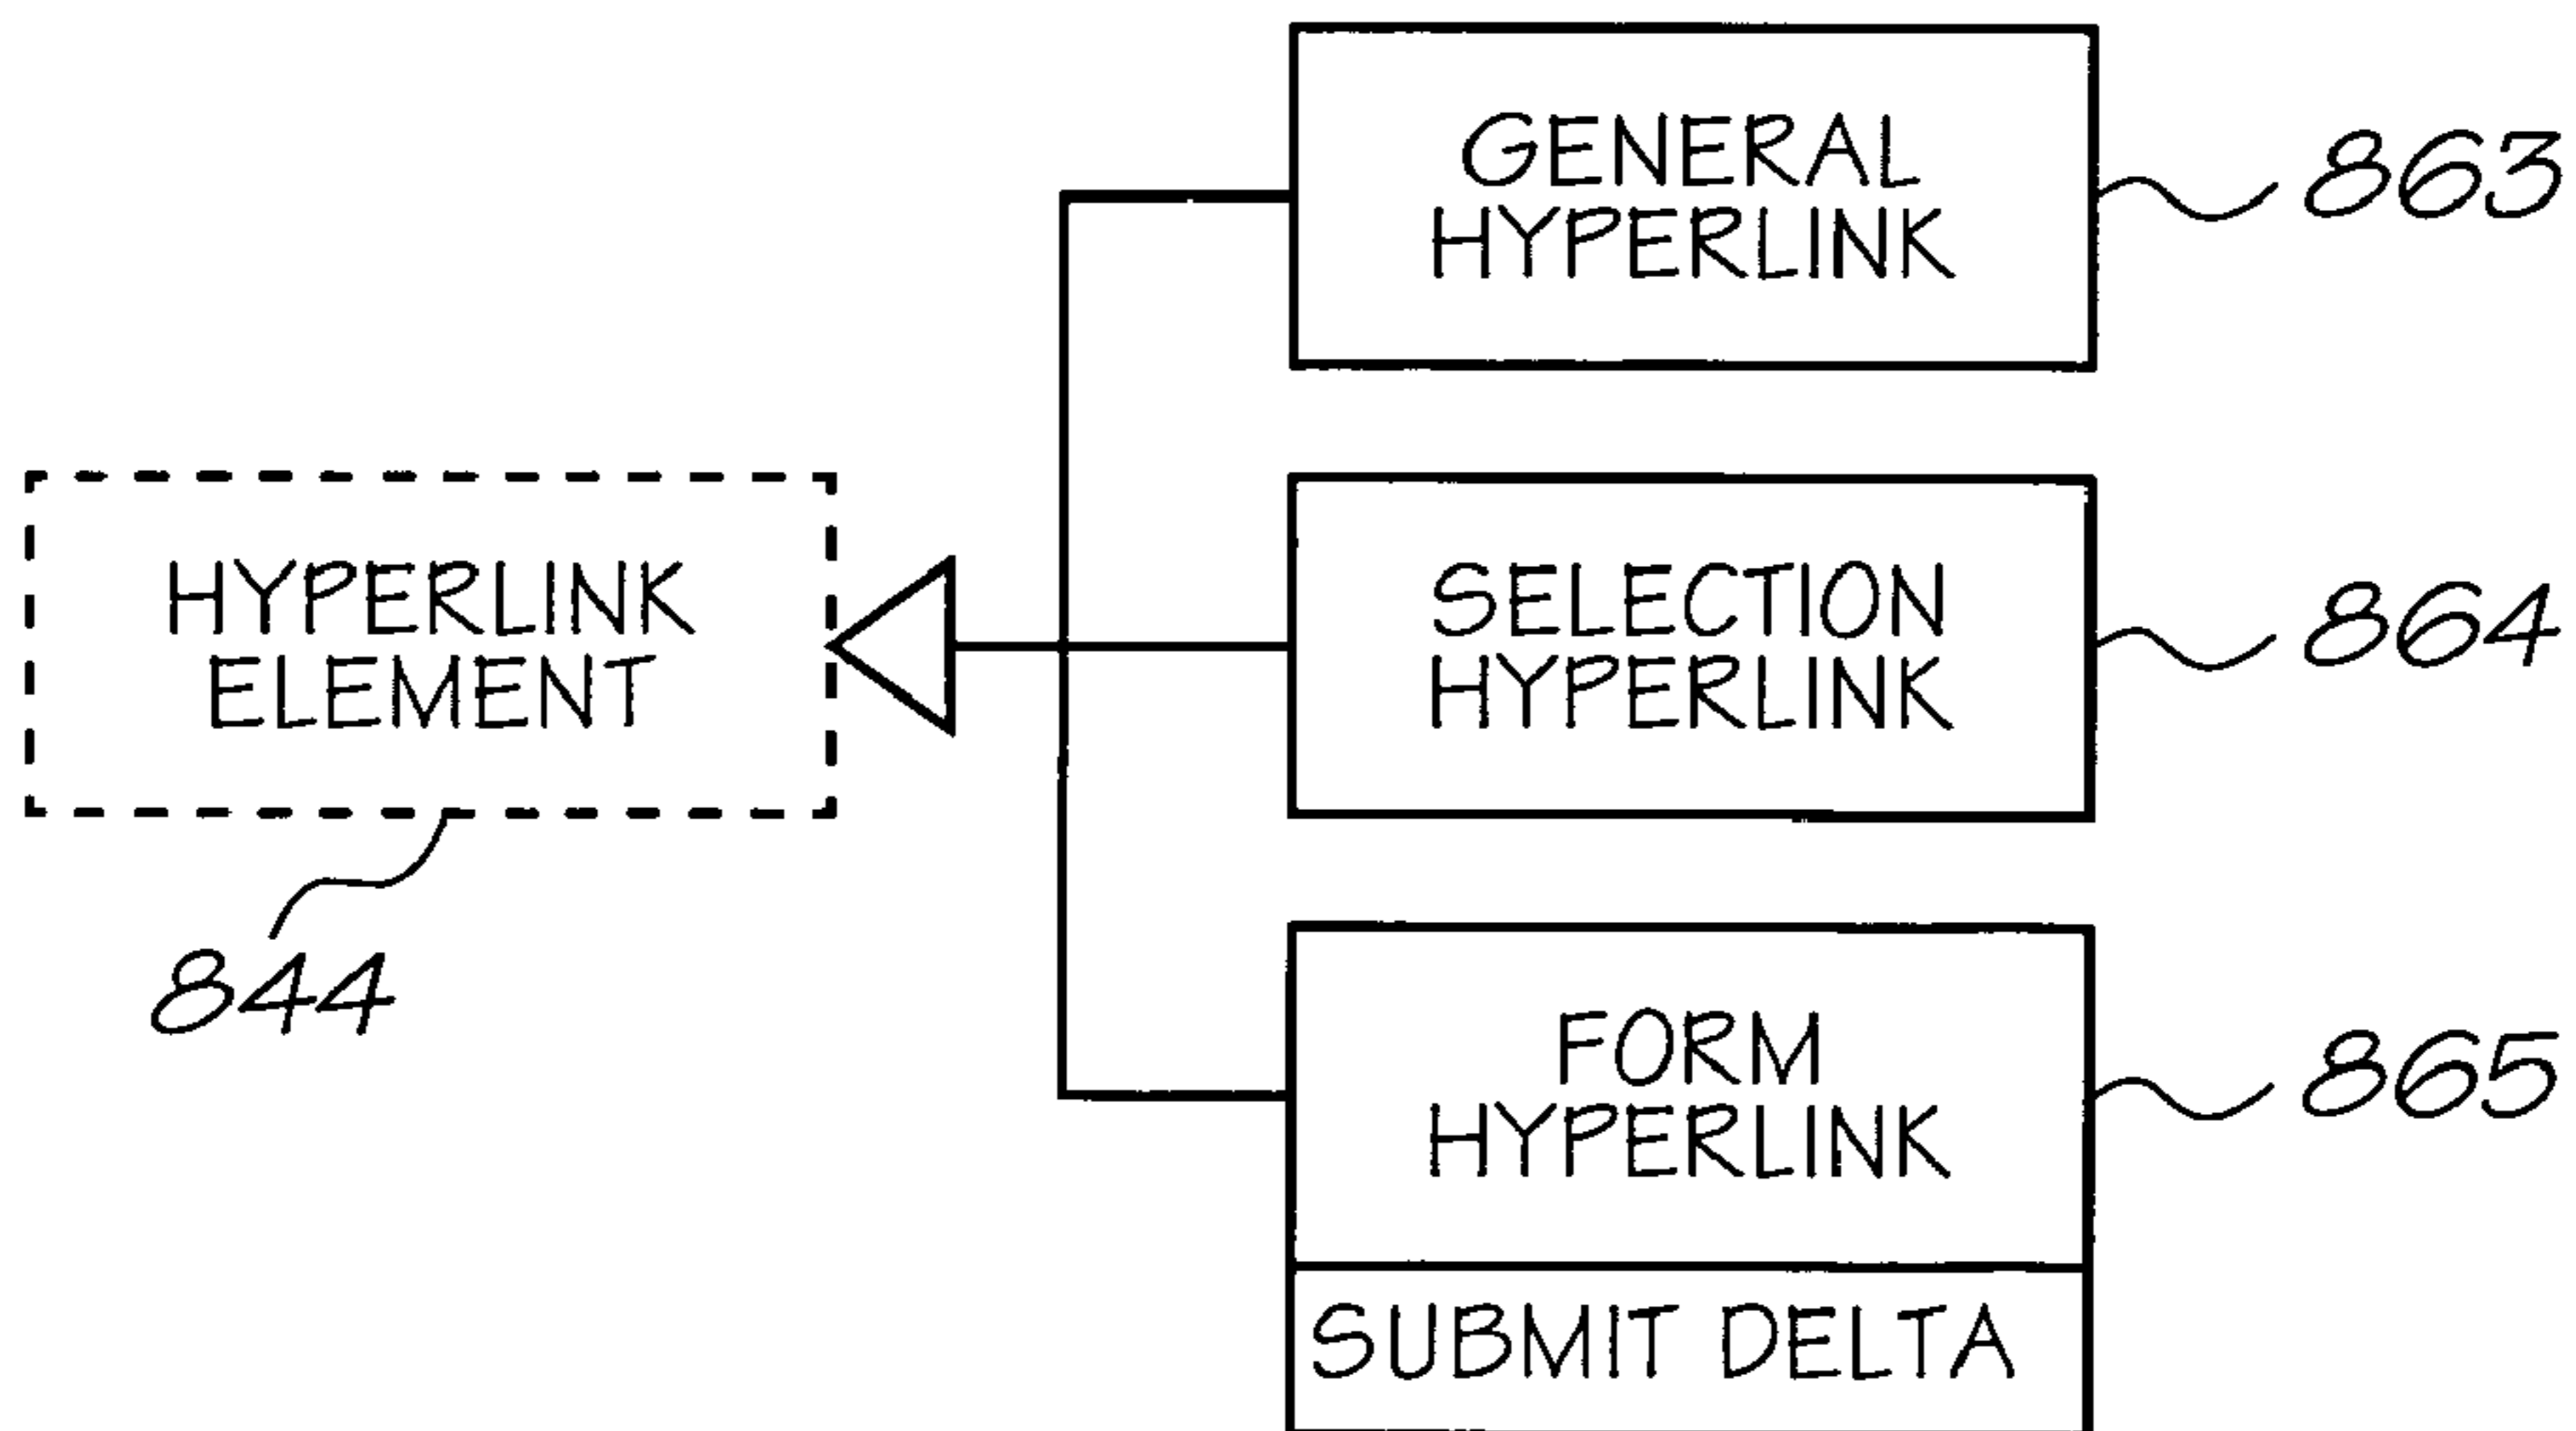 GENERAL
HYPERLINK
863
HYPERLINK
ELEMENT
844
SELECTION
HYPERLINK
864
FORM
HYPERLINK
865
SUBMIT DELTA